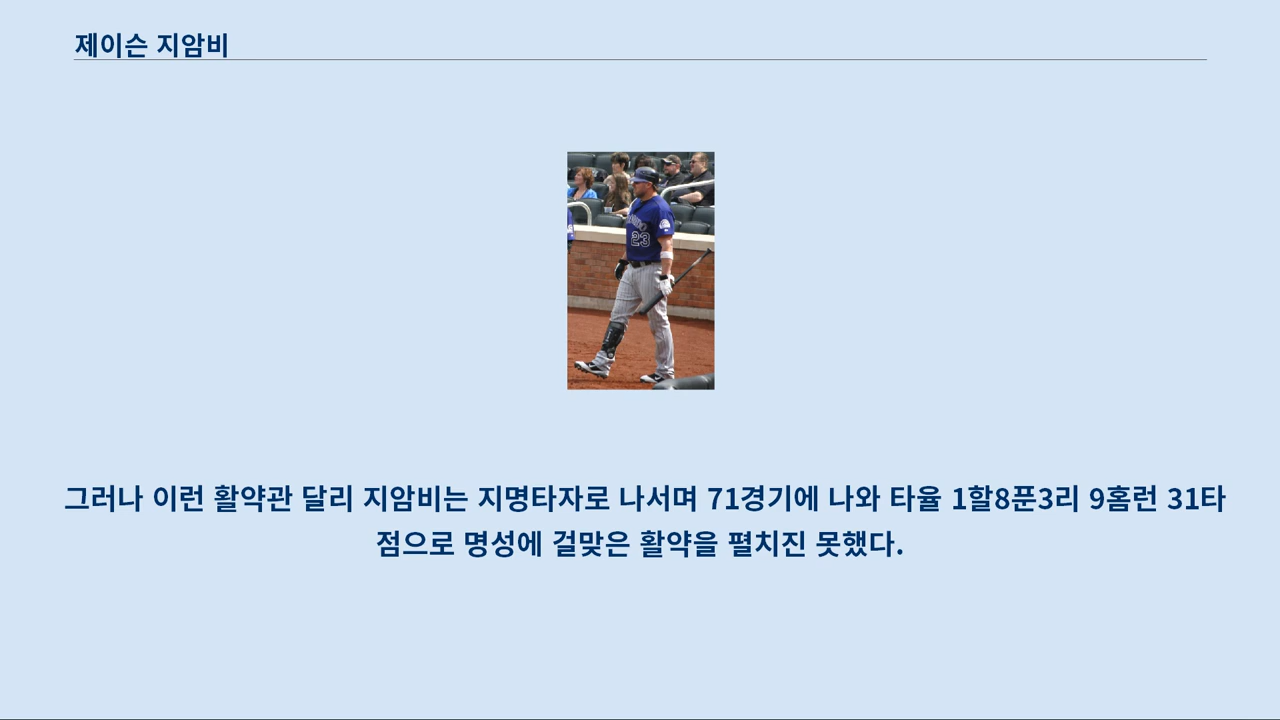 제이슨 지암비
23
그러나 이런 활약관 달리 지암비는 지명타자로 나서며 71경기에 나와 타율 1할8푼3리 9홈런 31타
점으로 명성에 걸맞은 활약을 펼치진 못했다.